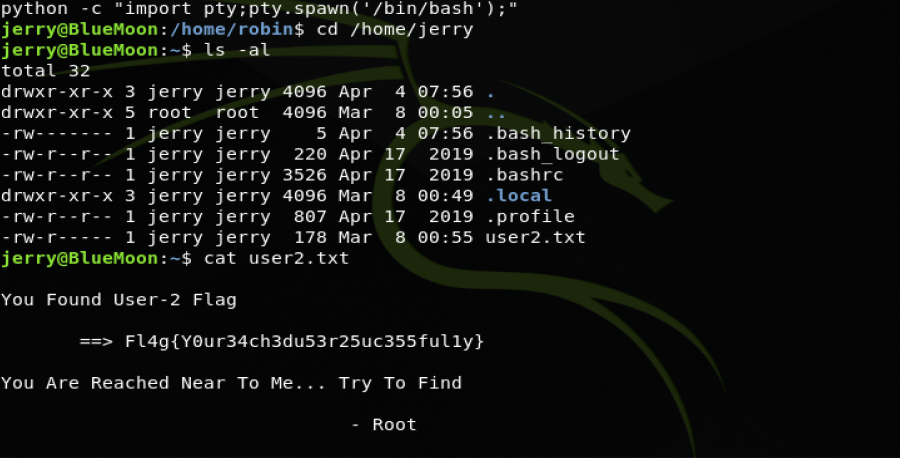 python -c "import pty;pty.spawn('/bin/bash');"
jerry@BlueMoon:/home/robin$ cd /home/jerry
jerry@BlueMoon:~$ ls -al
total 32
drwxr-xr-x 3 jerry jerry 4096 Apr  4 07:56 .
drwxr-xr-x 5 root  root  4096 Mar  8 00:05 ..
-rw------- 1 jerry jerry    5 Apr  4 07:56 .bash_history
-rw-r--r-- 1 jerry jerry  220 Apr 17  2019 .bash_logout
-rw-r--r-- 1 jerry jerry 3526 Apr 17  2019 .bashrc
drwxr-xr-x 3 jerry jerry 4096 Mar  8 00:49 .local
-rw-r--r-- 1 jerry jerry  807 Apr 17  2019 .profile
-rw-r----- 1 jerry jerry  178 Mar  8 00:55 user2.txt
jerry@BlueMoon:~$ cat user2.txt
You Found User-2 Flag
==> Fl4g{Y0ur34ch3du53r25uc355ful1y}
You Are Reached Near To Me... Try To Find
- Root